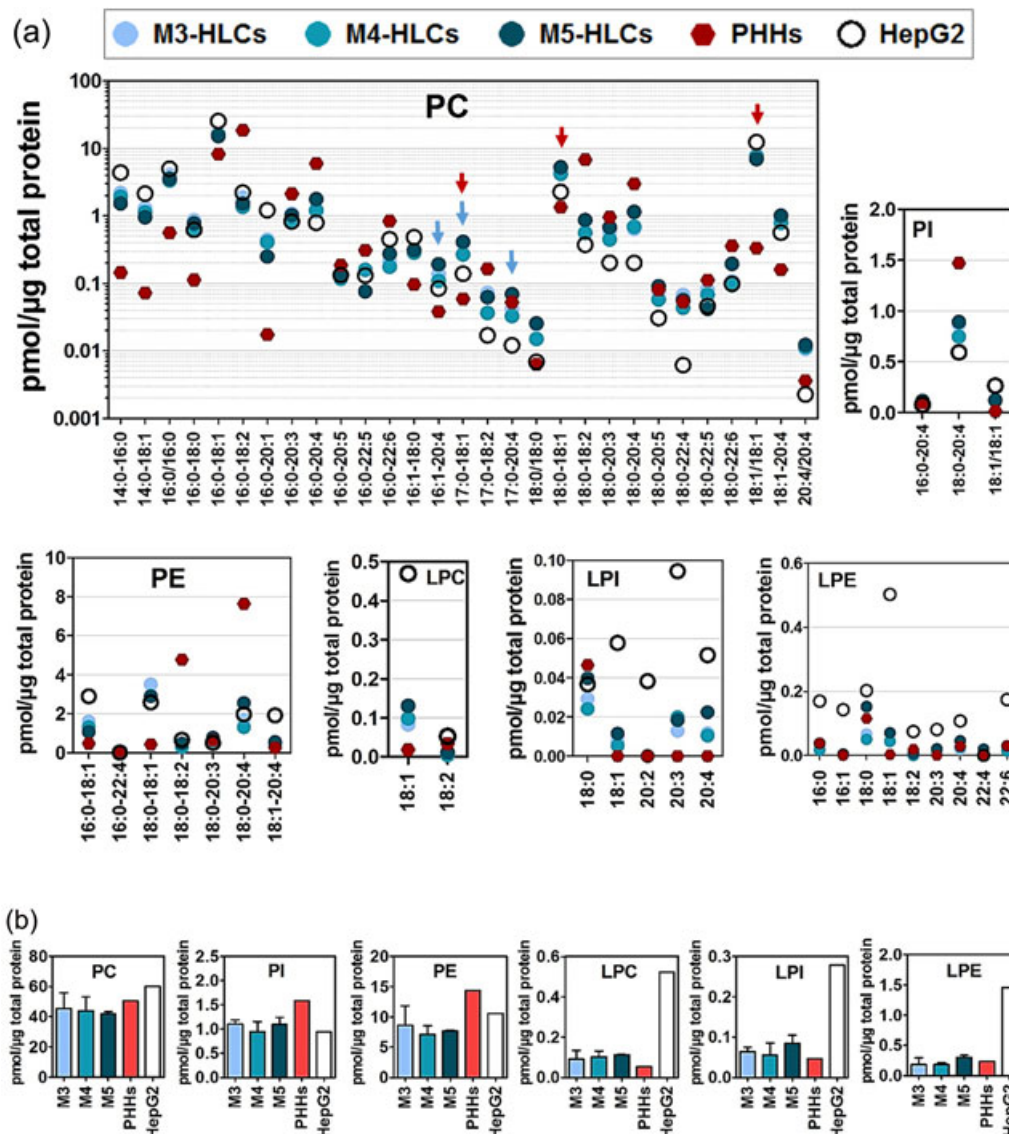 (a)
M3-HLCs M4-HLCs M5-HLCs PHHs HepG2
PC
pmol/µg total protein
100
10
1
0.1
0.01
0.001
14:0-16:0
14:0-18:1
16:0/16:0
16:0-18:0
16:0-18:1
16:0-18:2
16:0-20:1
16:0-20:3
16:0-20:4
16:0-20:5
16:0-22:5
16:0-22:6
16:1-18:0
16:1-20:4
17:0-18:1
17:0-18:2
17:0-20:4
18:0/18:0
18:0-18:1
18:0-18:2
18:0-20:3
18:0-20:4
18:0-20:5
18:0-22:4
18:0-22:5
18:0-22:6
18:1/18:1
18:1-20:4
20:4/20:4
PI
pmol/µg total protein
2.0
1.5
1.0
0.5
0.0
16:0-20:4
18:0-20:4
18:1/18:1
PE
pmol/µg total protein
10
8
6
4
2
0
16:0-18:1
16:0-22:4
18:0-18:1
18:0-18:2
18:0-20:3
18:0-20:4
18:1-20:4
LPC
pmol/µg total protein
0.5
0.4
0.3
0.2
0.1
0.0
18:1
18:2
LPI
pmol/µg total protein
0.10
0.08
0.06
0.04
0.02
0.00
18:0
18:1
20:2
20:3
20:4
LPE
pmol/µg total protein
0.6
0.4
0.2
0.0
16:0
16:1
18:0
18:1
18:2
20:3
20:4
22:4
22:6
(b)
PC
pmol/µg total protein
80
60
40
20
0
M3
M4
M5
PHHs
HepG2
PI
pmol/µg total protein
2.5
2.0
1.5
1.0
0.5
0.0
M3
M4
M5
PHHs
HepG2
PE
pmol/µg total protein
20
15
10
5
0
M3
M4
M5
PHHs
HepG2
LPC
pmol/µg total protein
0.6
0.4
0.2
0.0
M3
M4
M5
PHHs
HepG2
LPI
pmol/µg total protein
0.3
0.2
0.1
0.0
M3
M4
M5
PHHs
HepG2
LPE
pmol/µg total protein
2.0
1.5
1.0
0.5
0.0
M3
M4
M5
PHHs
HepG2